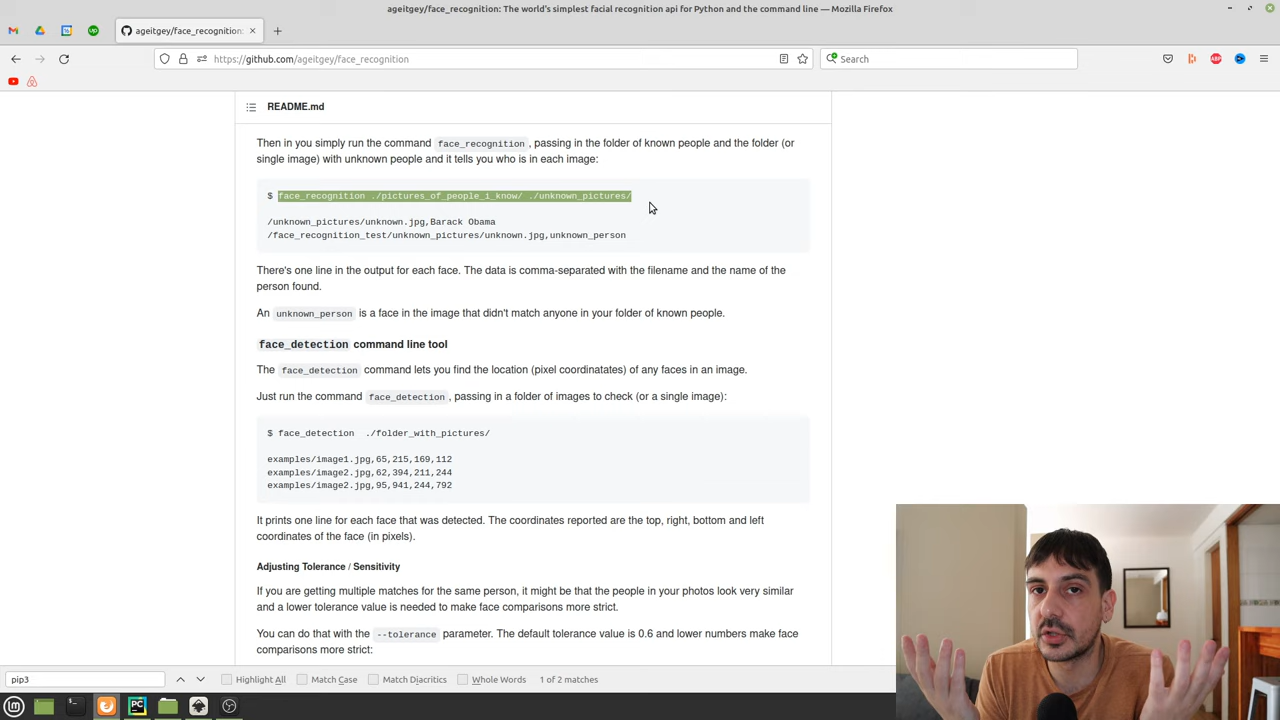 ageitgey/face_recognition: The world's simplest facial recognition api for Python and the command line — Mozilla Firefox
ageitgey/face_recognition:
https://github.com/ageitgey/face_recognition
Search
README.md
Then in you simply run the command face_recognition , passing in the folder of known people and the folder (or
single image) with unknown people and it tells you who is in each image:
$ face_recognition ./pictures_of_people_i_know/ ./unknown_pictures/
/unknown_pictures/unknown.jpg,Barack Obama
/face_recognition_test/unknown_pictures/unknown.jpg,unknown_person
There's one line in the output for each face. The data is comma-separated with the filename and the name of the
person found.
An unknown_person is a face in the image that didn't match anyone in your folder of known people.
face_detection command line tool
The face_detection command lets you find the location (pixel coordinatates) of any faces in an image.
Just run the command face_detection , passing in a folder of images to check (or a single image):
$ face_detection ./folder_with_pictures/
examples/image1.jpg,65,215,169,112
examples/image2.jpg,62,394,211,244
examples/image2.jpg,95,941,244,792
It prints one line for each face that was detected. The coordinates reported are the top, right, bottom and left
coordinates of the face (in pixels).
Adjusting Tolerance / Sensitivity
If you are getting multiple matches for the same person, it might be that the people in your photos look very similar
and a lower tolerance value is needed to make face comparisons more strict.
You can do that with the --tolerance parameter. The default tolerance value is 0.6 and lower numbers make face
comparisons more strict:
pip3
Highlight All
Match Case
Match Diacritics
Whole Words
1 of 2 matches
PC